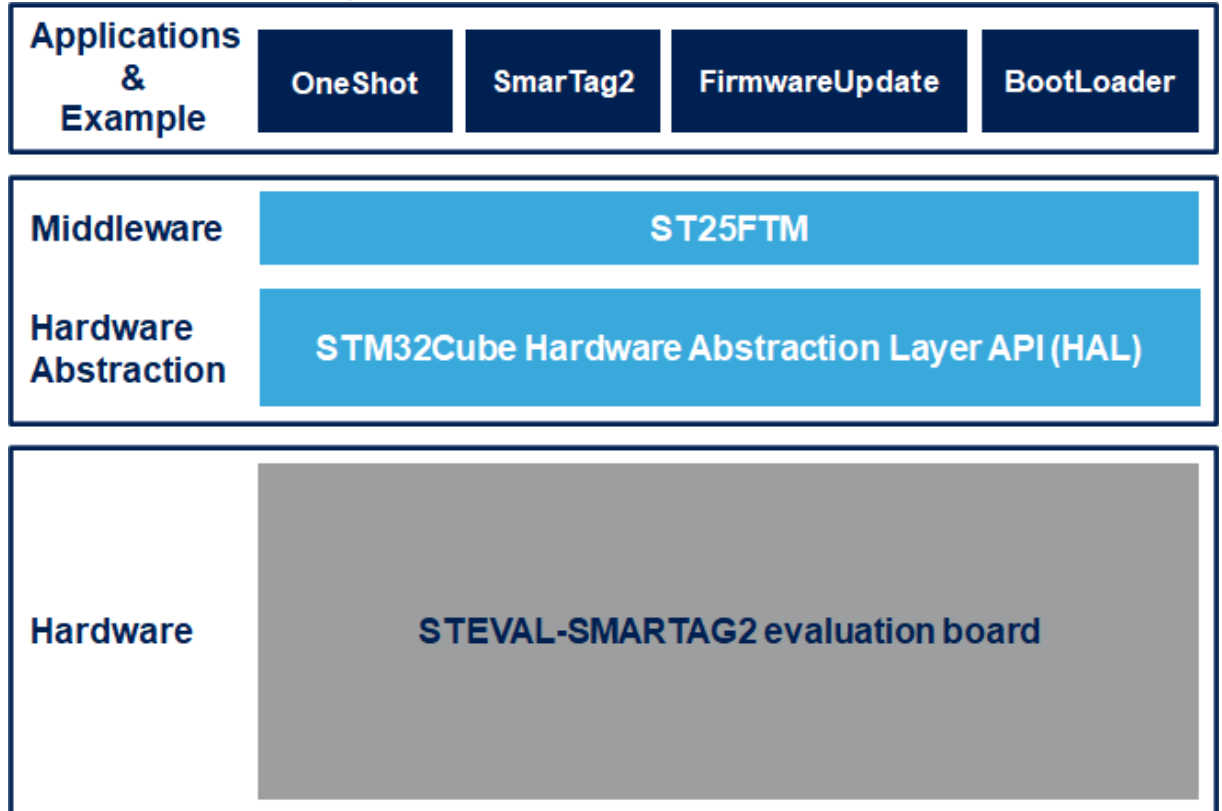 Applications
&
Example
OneShot
SmarTag2
FirmwareUpdate
BootLoader
Middleware
ST25FTM
Hardware
Abstraction
STM32Cube Hardware Abstraction Layer API (HAL)
Hardware
STEVAL-SMARTAG2 evaluation board